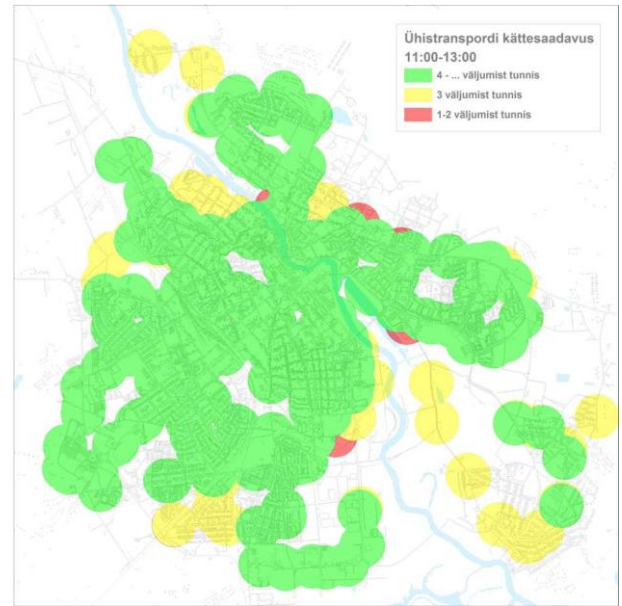 Ühistranspordi kättesaadavus
11:00-13:00
4 - ... väljumist tunnis
3 väljumist tunnis
1-2 väljumist tunnis